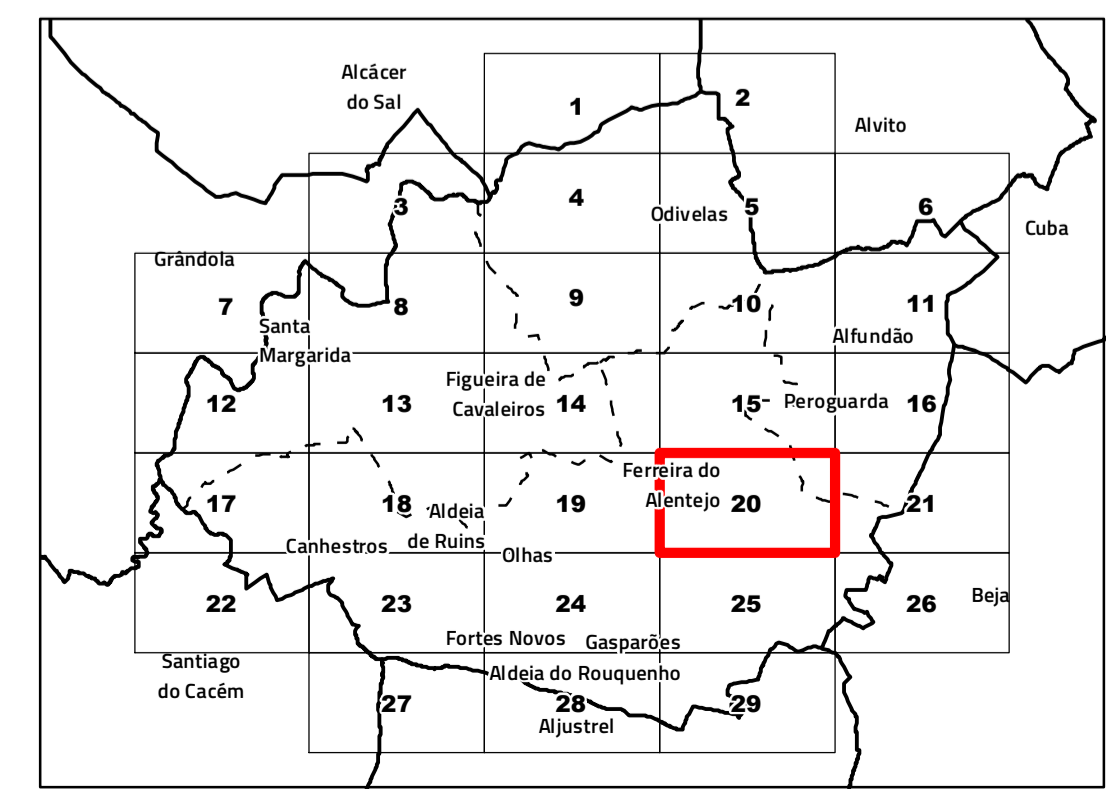 Alcácer
do Sal
1
2
Alvito
3
4
Odivelas
5
6
Cuba
Grândola
7
8
9
10
11
Santa
Margarida
Alfundão
12
13
Figueira de
Cavaleiros
14
15
Peroguarda
16
17
18
Aldeia
de Ruins
19
Ferreira do
Alentejo
20
21
Canhestros
Olhas
22
23
24
25
26
Beja
Fortes Novos
Gasparões
Santiago
do Cacém
Aldeia do Rouquenho
27
28
29
Aljustrel